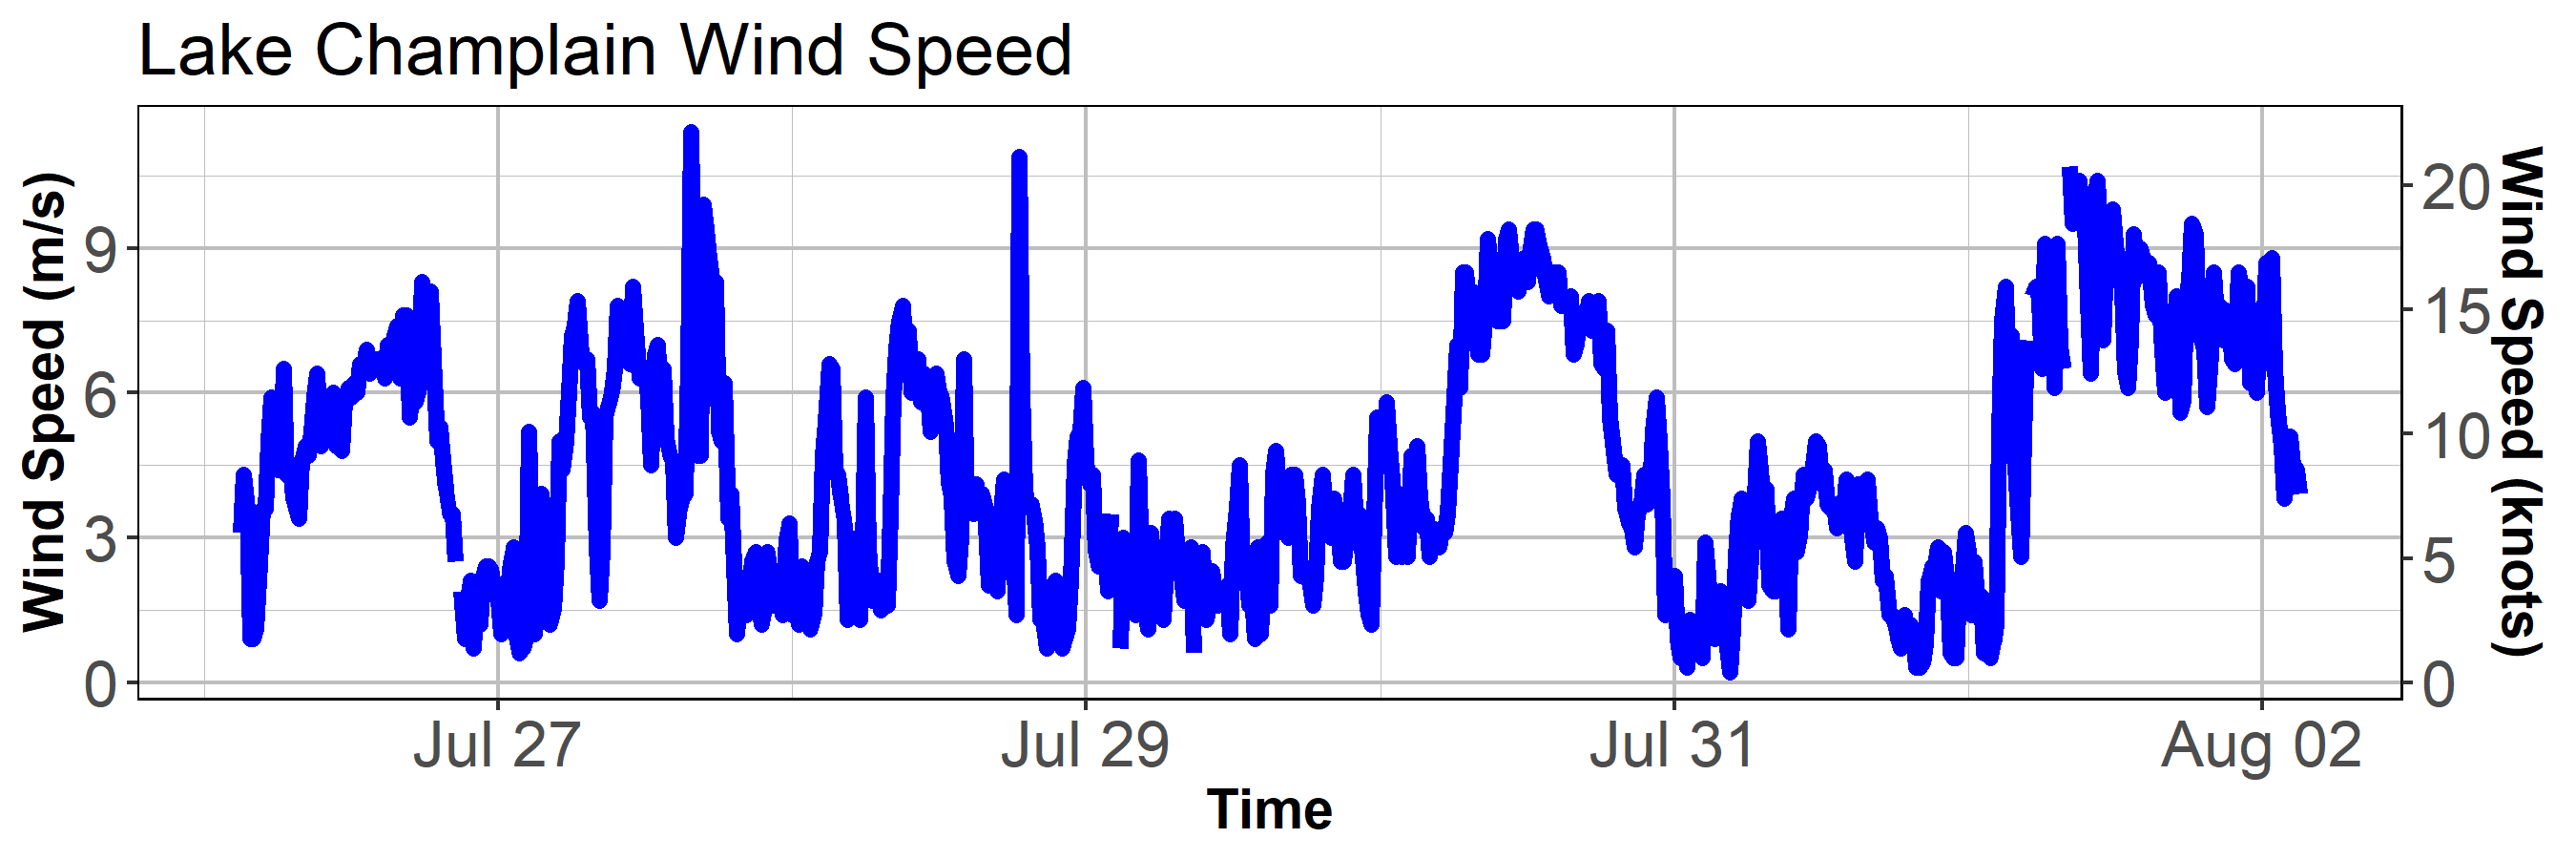 Lake Champlain Wind Speed
Wind Speed (m/s)
9
6
3
0
20
15
10
5
0
Wind Speed (knots)
Jul 27
Jul 29
Jul 31
Aug 02
Time